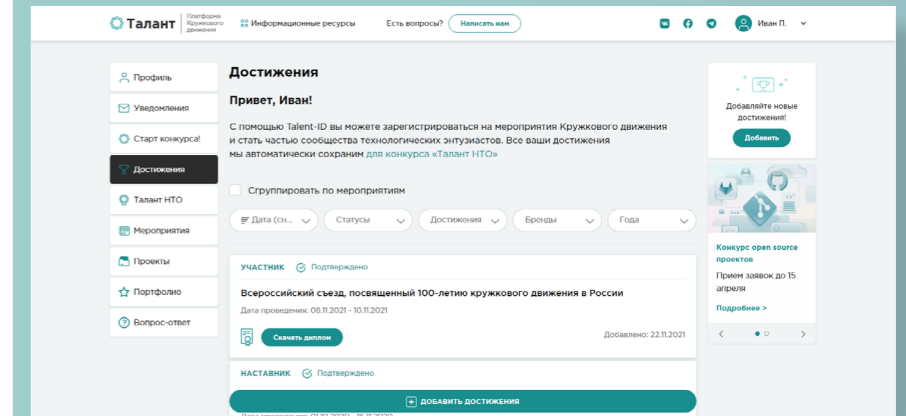 Талант
Платформа
Кружкового
движения
Информационные ресурсы
Есть вопросы?
Написать нам
Иван П.
Профиль
Уведомления
Старт конкурса!
Достижения
Талант НТО
Мероприятия
Проекты
Портфолио
Вопрос-ответ
Достижения
Привет, Иван!
С помощью Talent-ID вы можете зарегистрироваться на мероприятия Кружкового движения
и стать частью сообщества технологических энтузиастов. Все ваши достижения
мы автоматически сохраним для конкурса «Талант НТО»
Сгруппировать по мероприятиям
Дата (сн...
Статусы
Достижения
Бренды
Года
УЧАСТНИК Подтверждено
Всероссийский съезд, посвященный 100-летию кружкового движения в России
Дата проведения: 08.11.2021 - 10.11.2021
Скачать диплом
Добавлено: 22.11.2021
НАСТАВНИК Подтверждено
ДОБАВИТЬ ДОСТИЖЕНИЯ
Добавляйте новые
достижения!
Добавить
Конкурс open source
проектов
Прием заявок до 15
апреля
Подробнее >